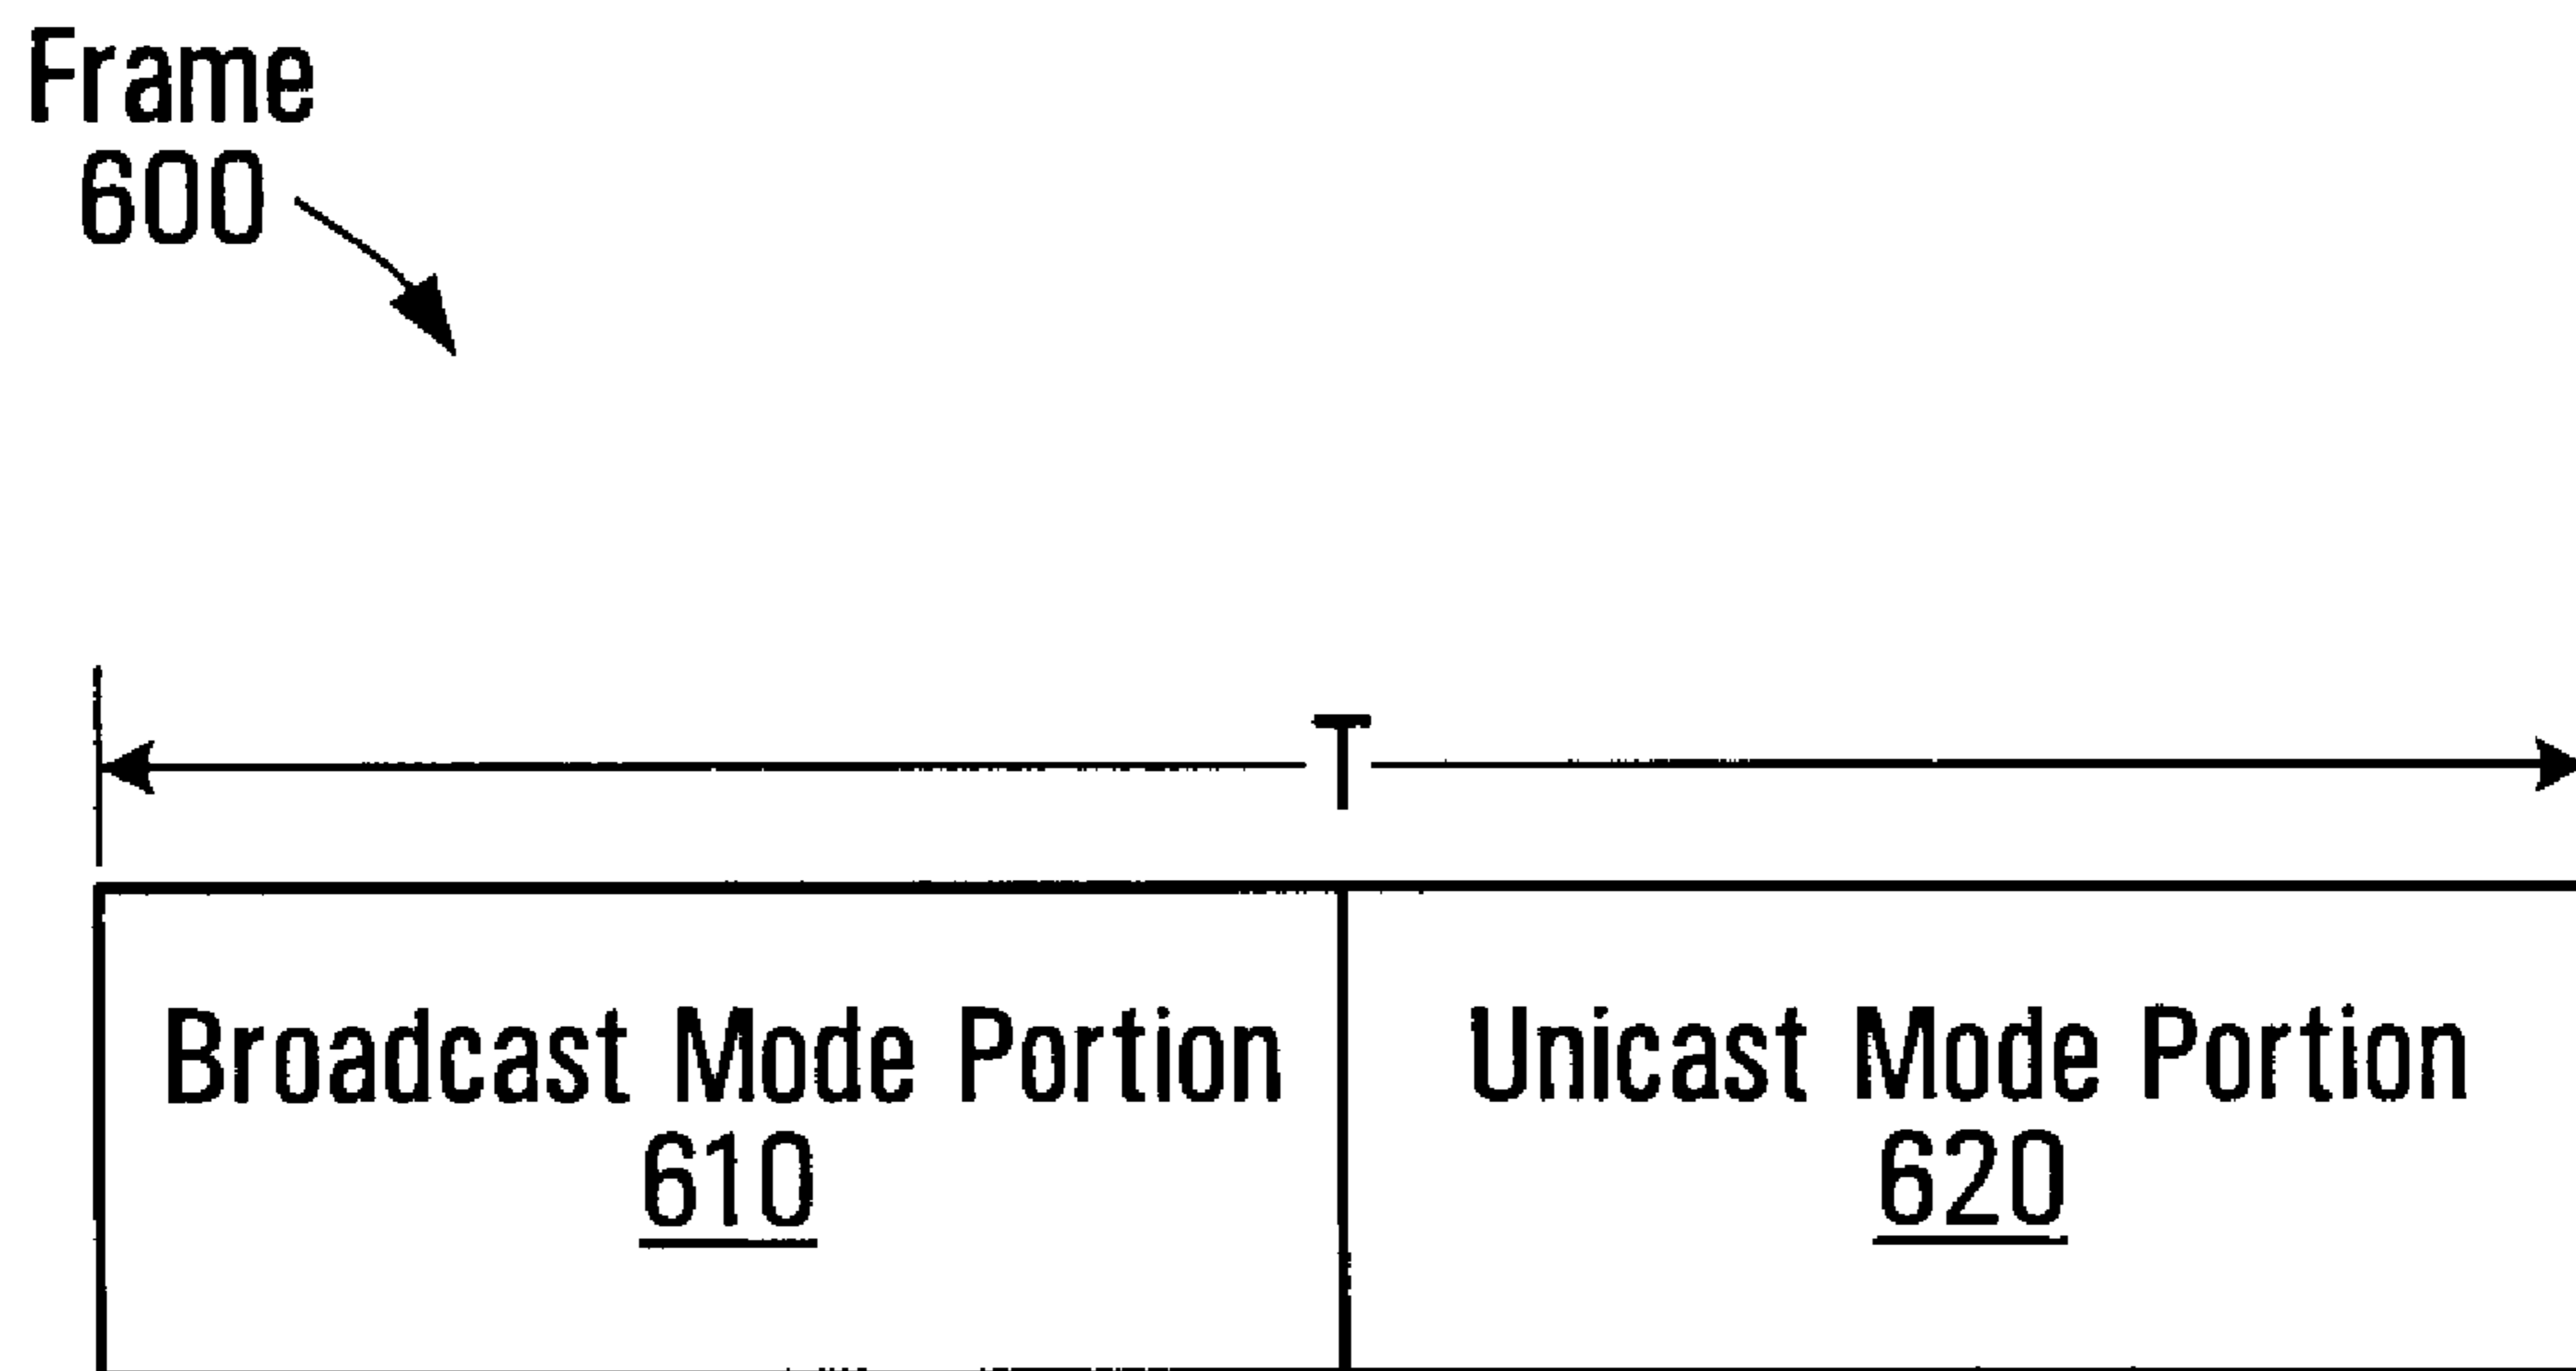 Frame
600
T
Broadcast Mode Portion
610
Unicast Mode Portion
620